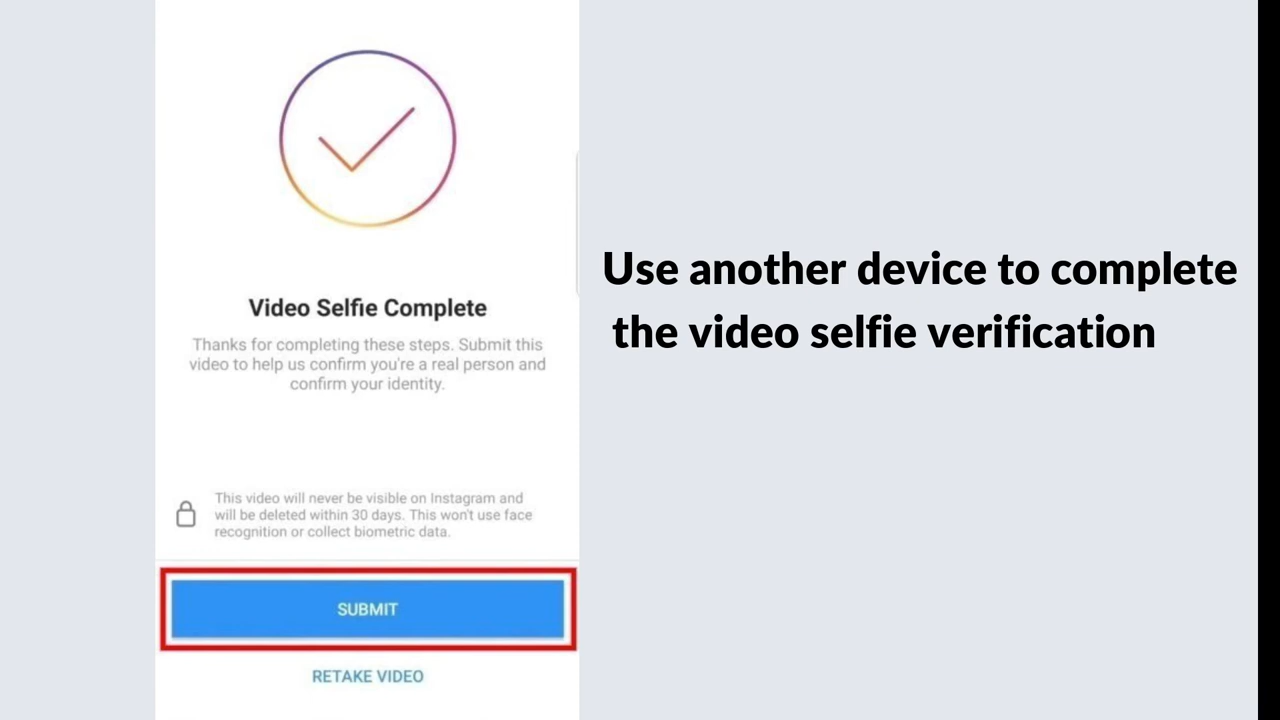 Video Selfie Complete
Thanks for completing these steps. Submit this
video to help us confirm you're a real person and
confirm your identity.
This video will never be visible on Instagram and
will be deleted within 30 days. This won't use face
recognition or collect biometric data.
SUBMIT
RETAKE VIDEO
Use another device to complete
the video selfie verification